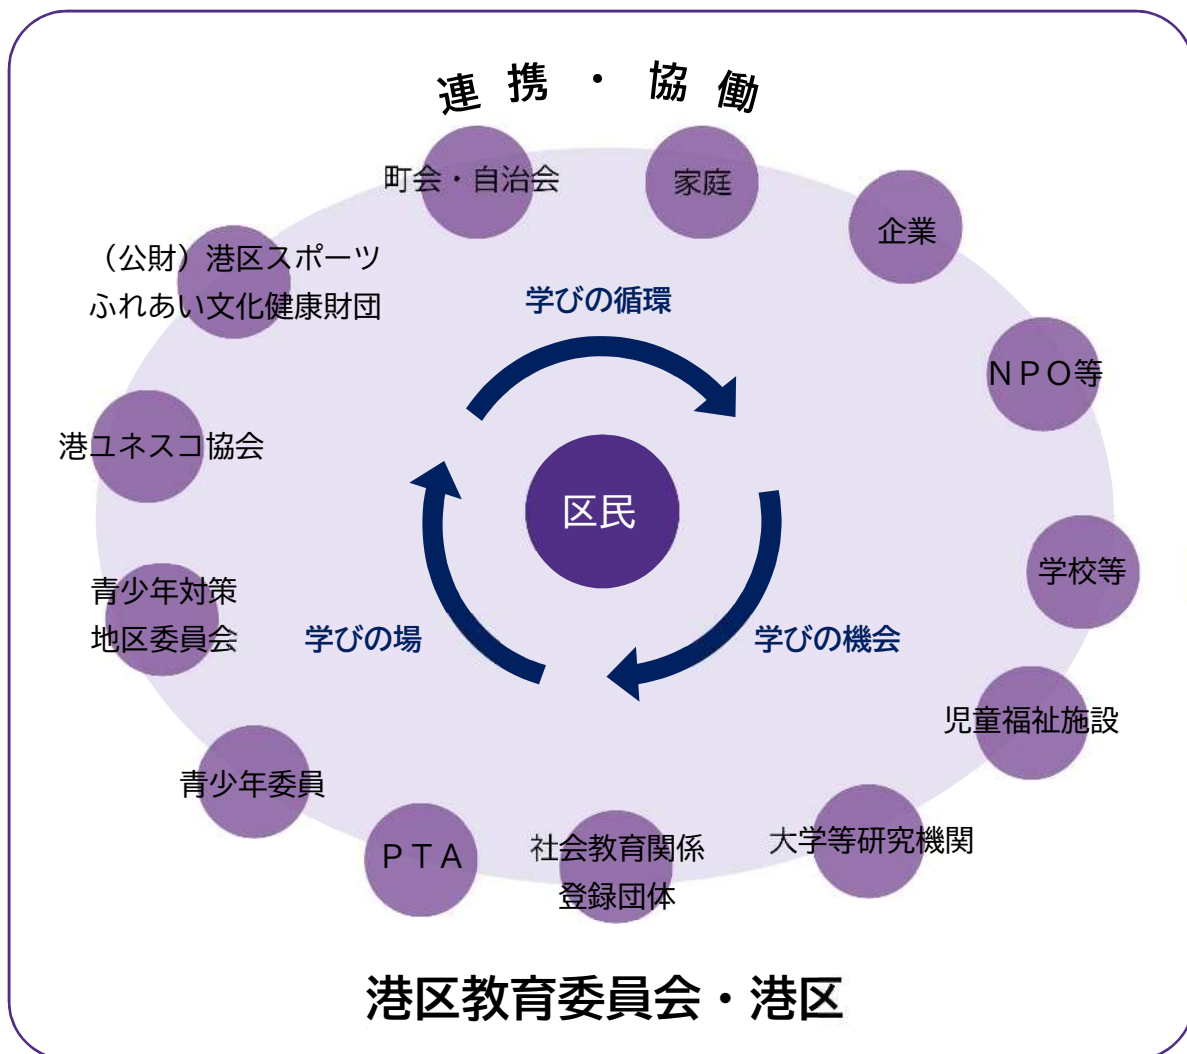 連携・協働
町会・自治会
家庭
企業
（公財）港区スポーツ
ふれあい文化健康財団
学びの循環
ＮＰＯ等
港ユネスコ協会
区民
学校等
青少年対策
地区委員会
学びの場
学びの機会
児童福祉施設
青少年委員
ＰＴＡ
社会教育関係
登録団体
大学等研究機関
港区教育委員会・港区